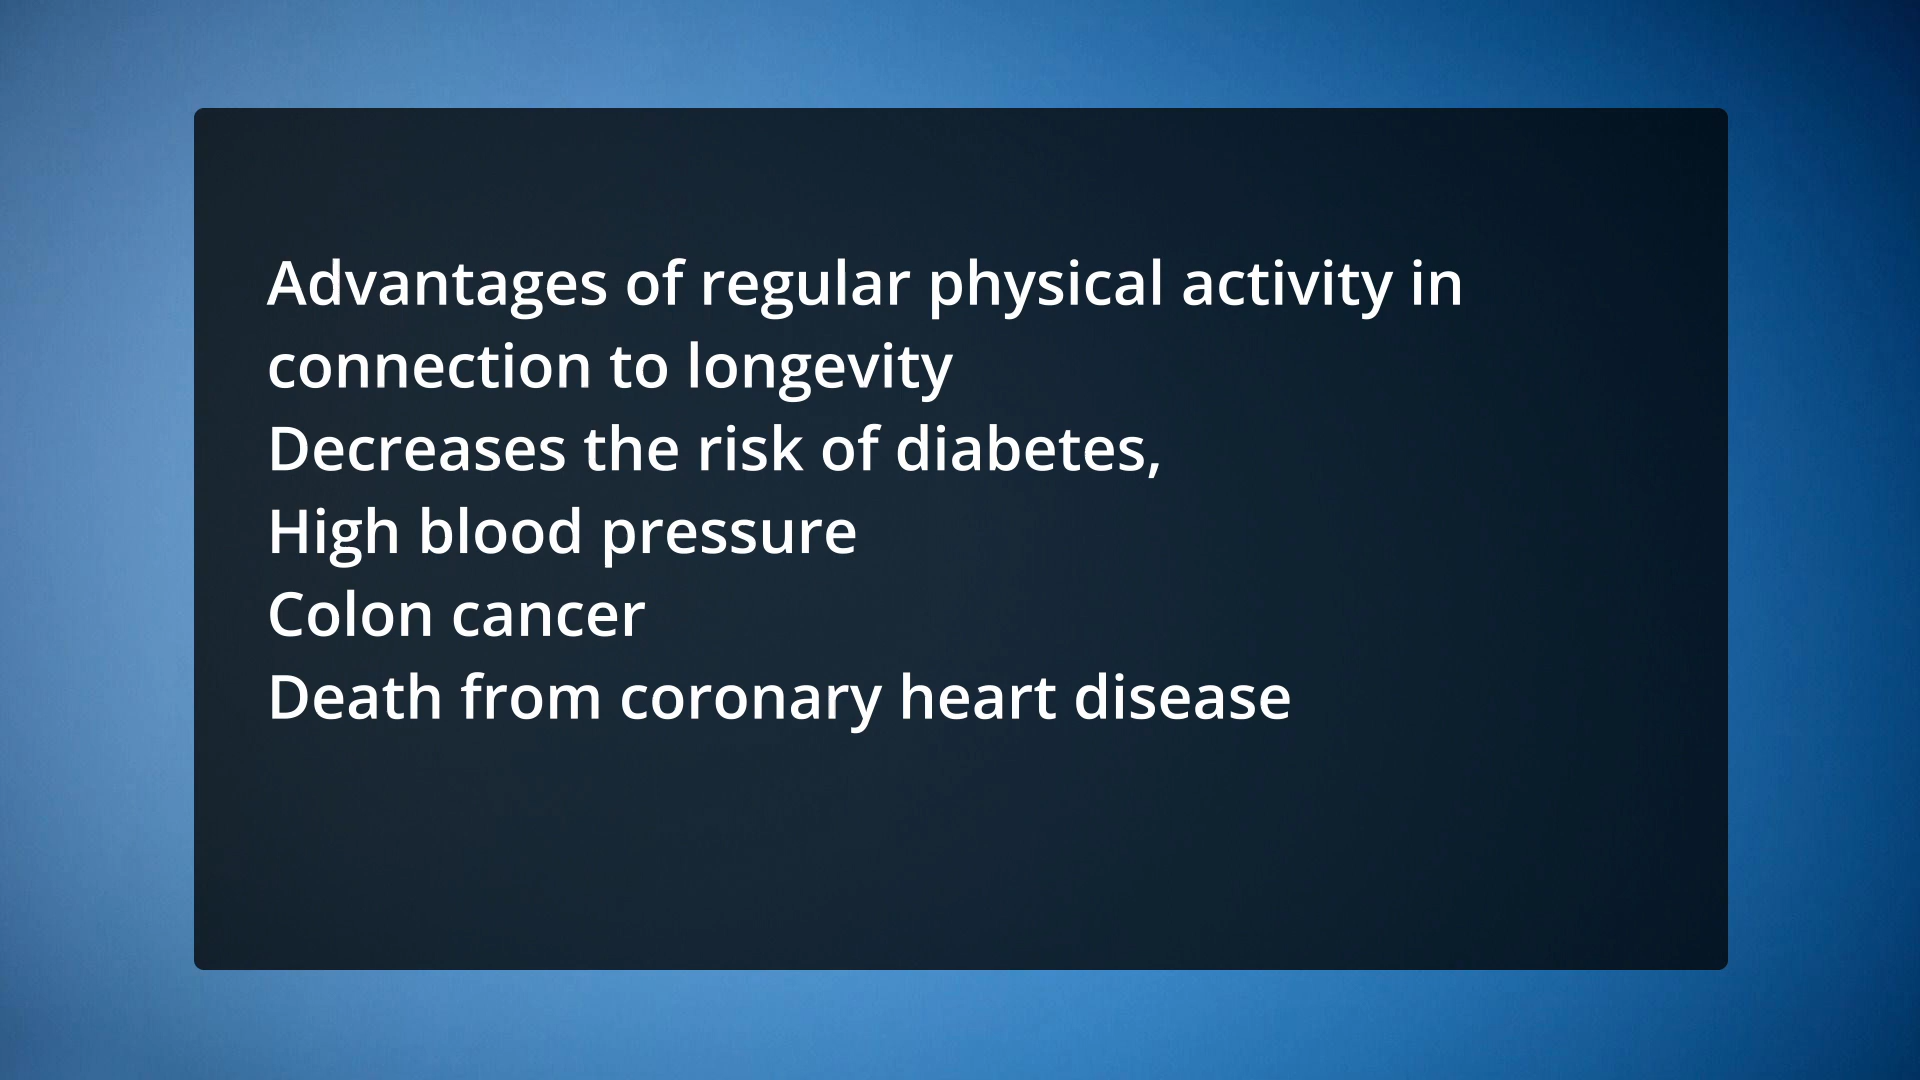 Advantages of regular physical activity in
connection to longevity
Decreases the risk of diabetes,
High blood pressure
Colon cancer
Death from coronary heart disease